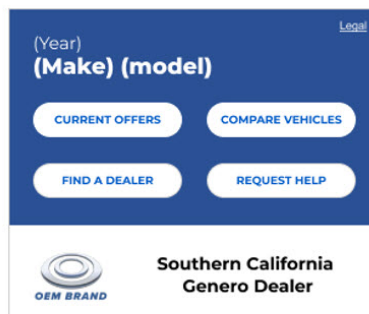 Legal
(Year)
(Make) (model)
CURRENT OFFERS
COMPARE VEHICLES
FIND A DEALER
REQUEST HELP
OEM BRAND
Southern California
Genero Dealer